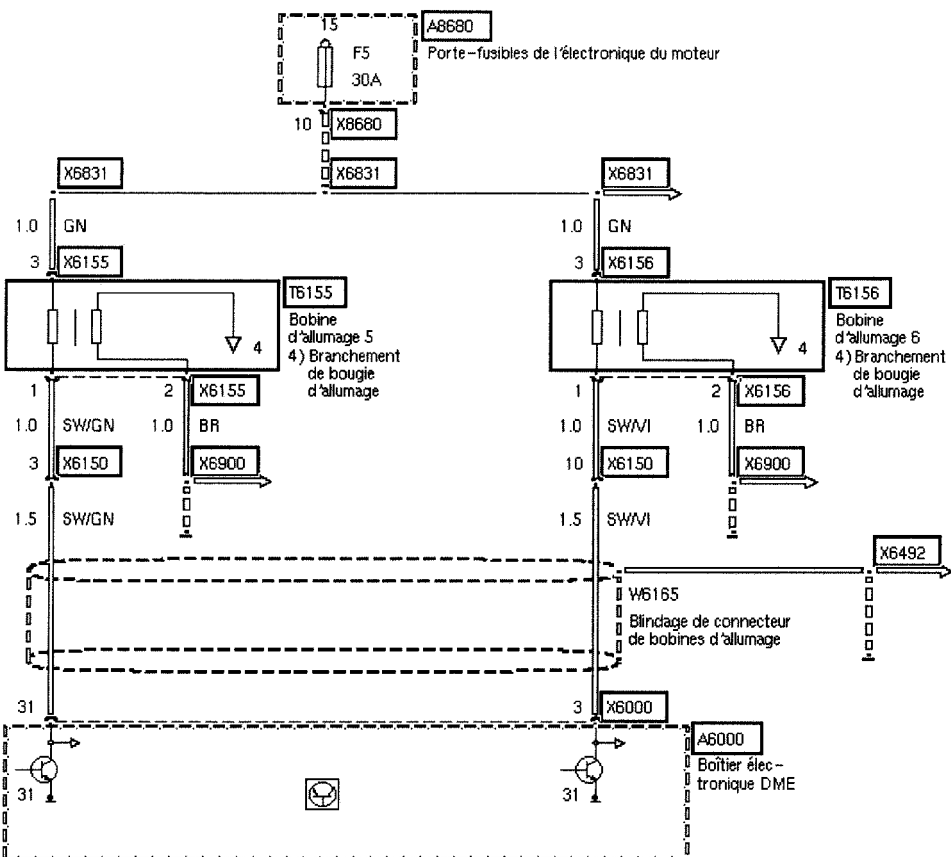 15
A8680
F5
30A
Porte-fusibles de l'électronique du moteur
10 X8680
X6831 X6831 X6831
1.0 GN 1.0 GN
3 X6155 3 X6156
T6155
Bobine
d'allumage 5
4) Branchement
de bougie
d'allumage
4
T6156
Bobine
d'allumage 6
4) Branchement
de bougie
d'allumage
4
1 2 X6155 1 2 X6156
1.0 SW/GN 1.0 BR 1.0 SW/VI 1.0 BR
3 X6150 X6900 10 X6150 X6900
1.5 SW/GN 1.5 SW/VI
X6492
W6165
Blindage de connecteur
de bobines d'allumage
31 3 X6000
A6000
Boîtier élec-
tronique DME
31 31